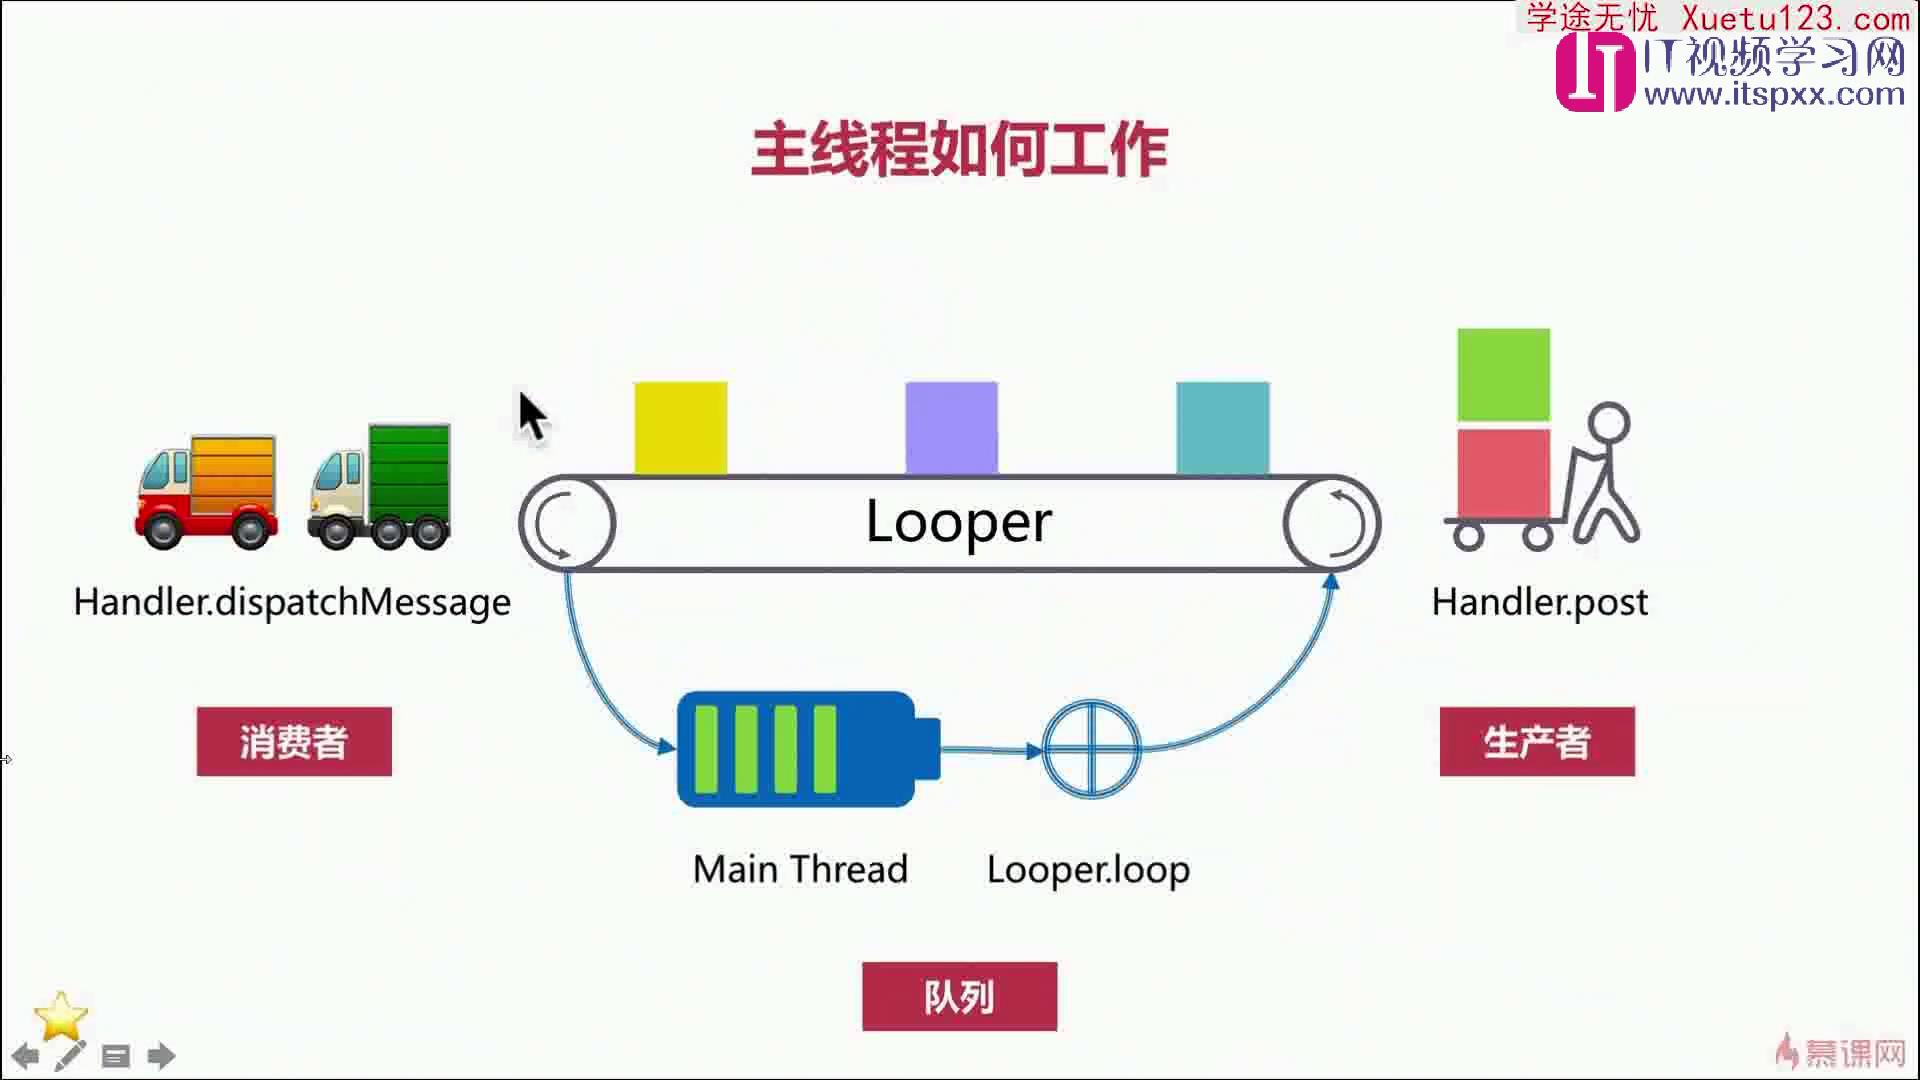 学途无忧 Xuetu123.com
IT视频学习网
www.itspxx.com
主线程如何工作
Looper
Handler.dispatchMessage
Handler.post
消费者
生产者
Main Thread
Looper.loop
队列
慕课网